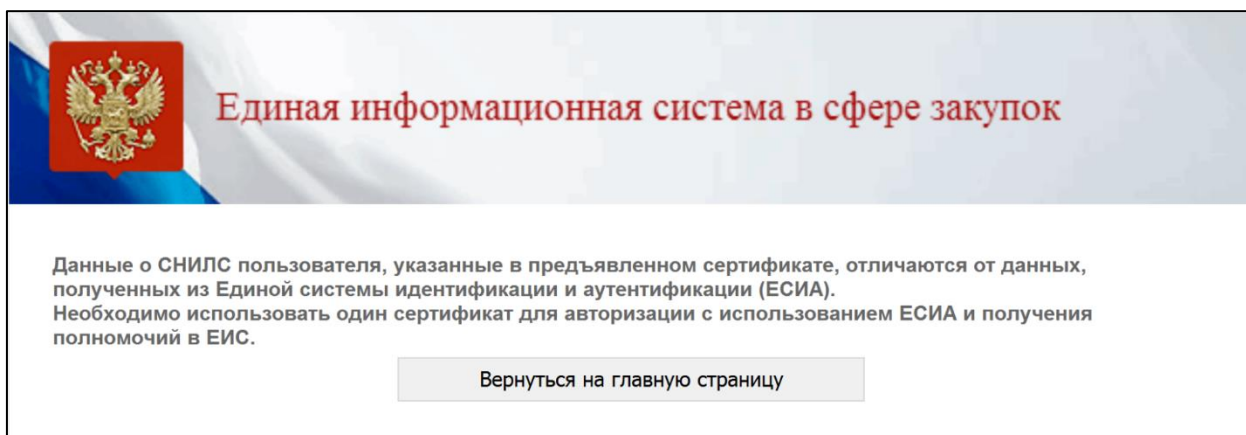 Единая информационная система в сфере закупок
Данные о СНИЛС пользователя, указанные в предъявленном сертификате, отличаются от данных,
полученных из Единой системы идентификации и аутентификации (ЕСИА).
Необходимо использовать один сертификат для авторизации с использованием ЕСИА и получения
полномочий в ЕИС.
Вернуться на главную страницу